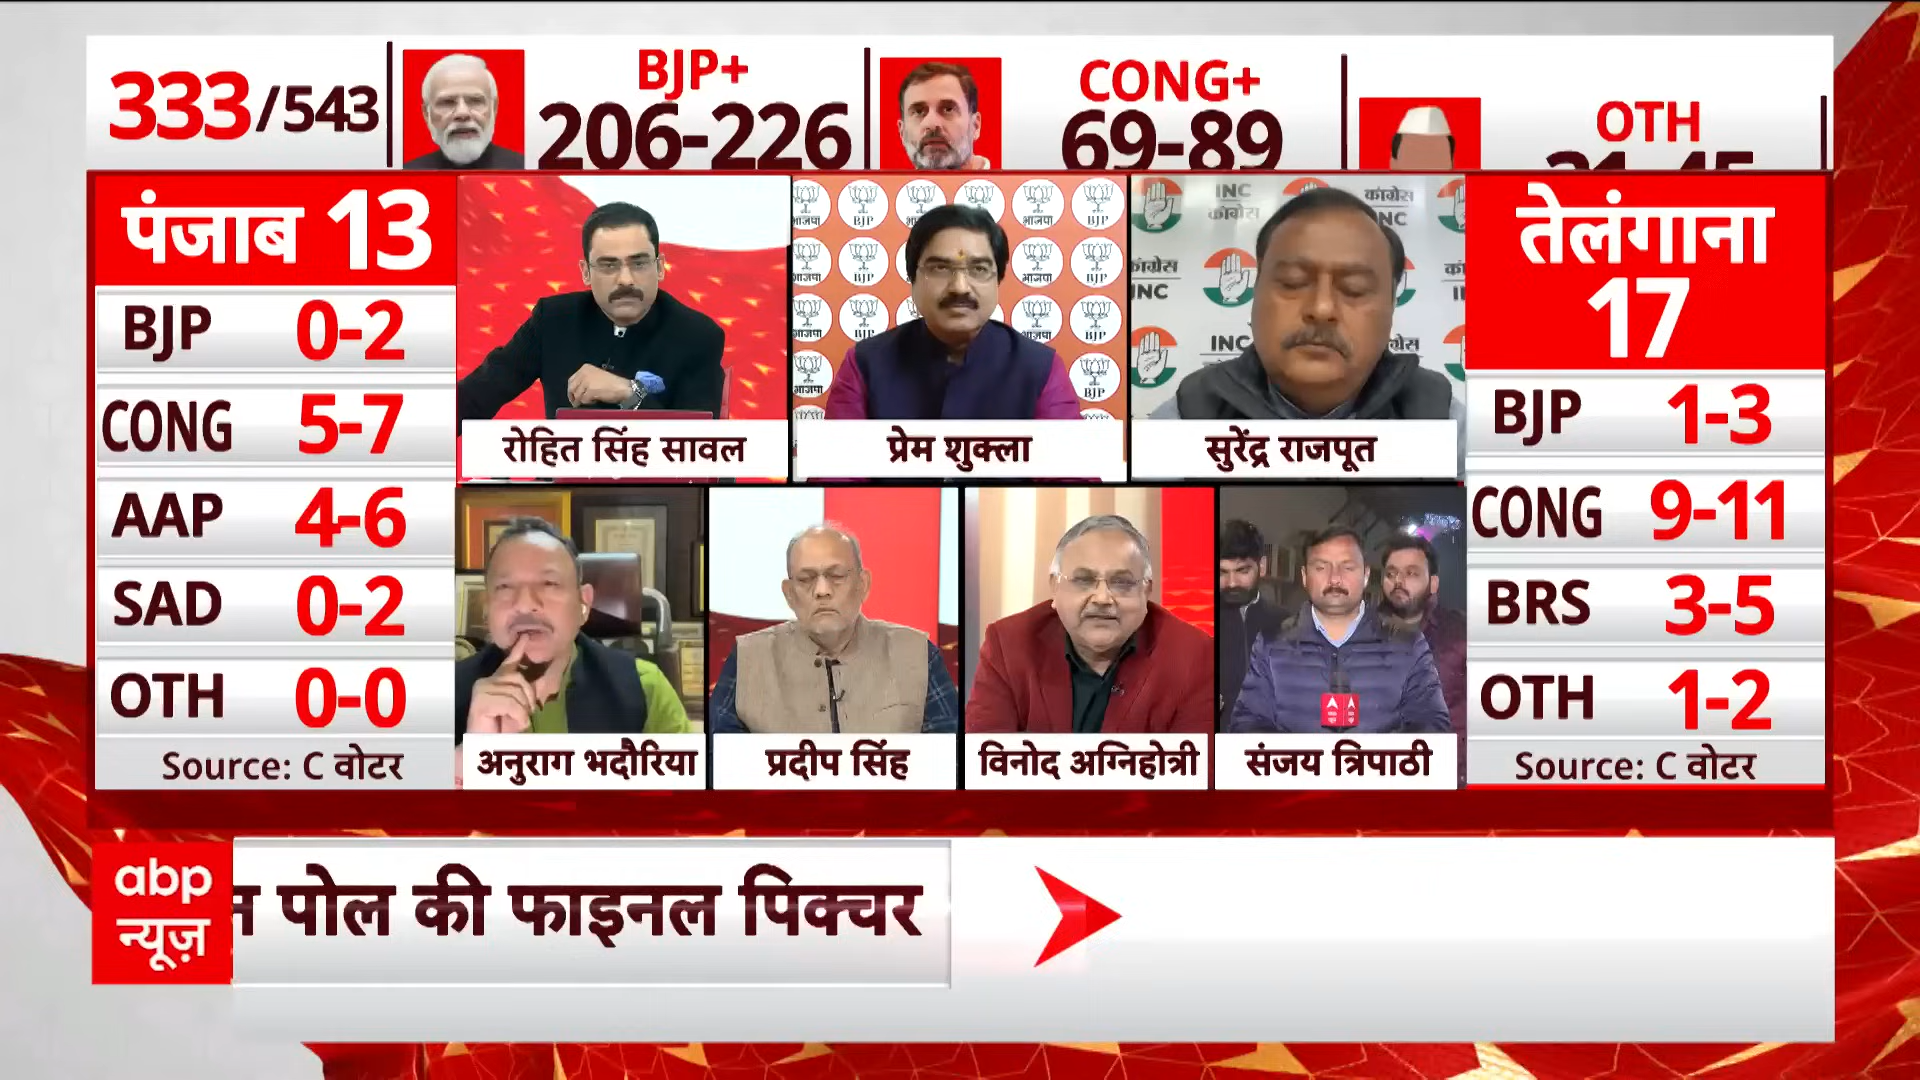 333/543
BJP+
206-226
CONG+
69-89
OTH
पंजाब 13
BJP 0-2
CONG 5-7
AAP 4-6
SAD 0-2
OTH 0-0
Source: C वोटर
रोहित सिंह सावल
प्रेम शुक्ला
सुरेंद्र राजपूत
अनुराग भदौरिया
प्रदीप सिंह
विनोद अग्निहोत्री
संजय त्रिपाठी
तेलंगाना
17
BJP 1-3
CONG 9-11
BRS 3-5
OTH 1-2
Source: C वोटर
abp
न्यूज़
पोल की फाइनल पिक्चर